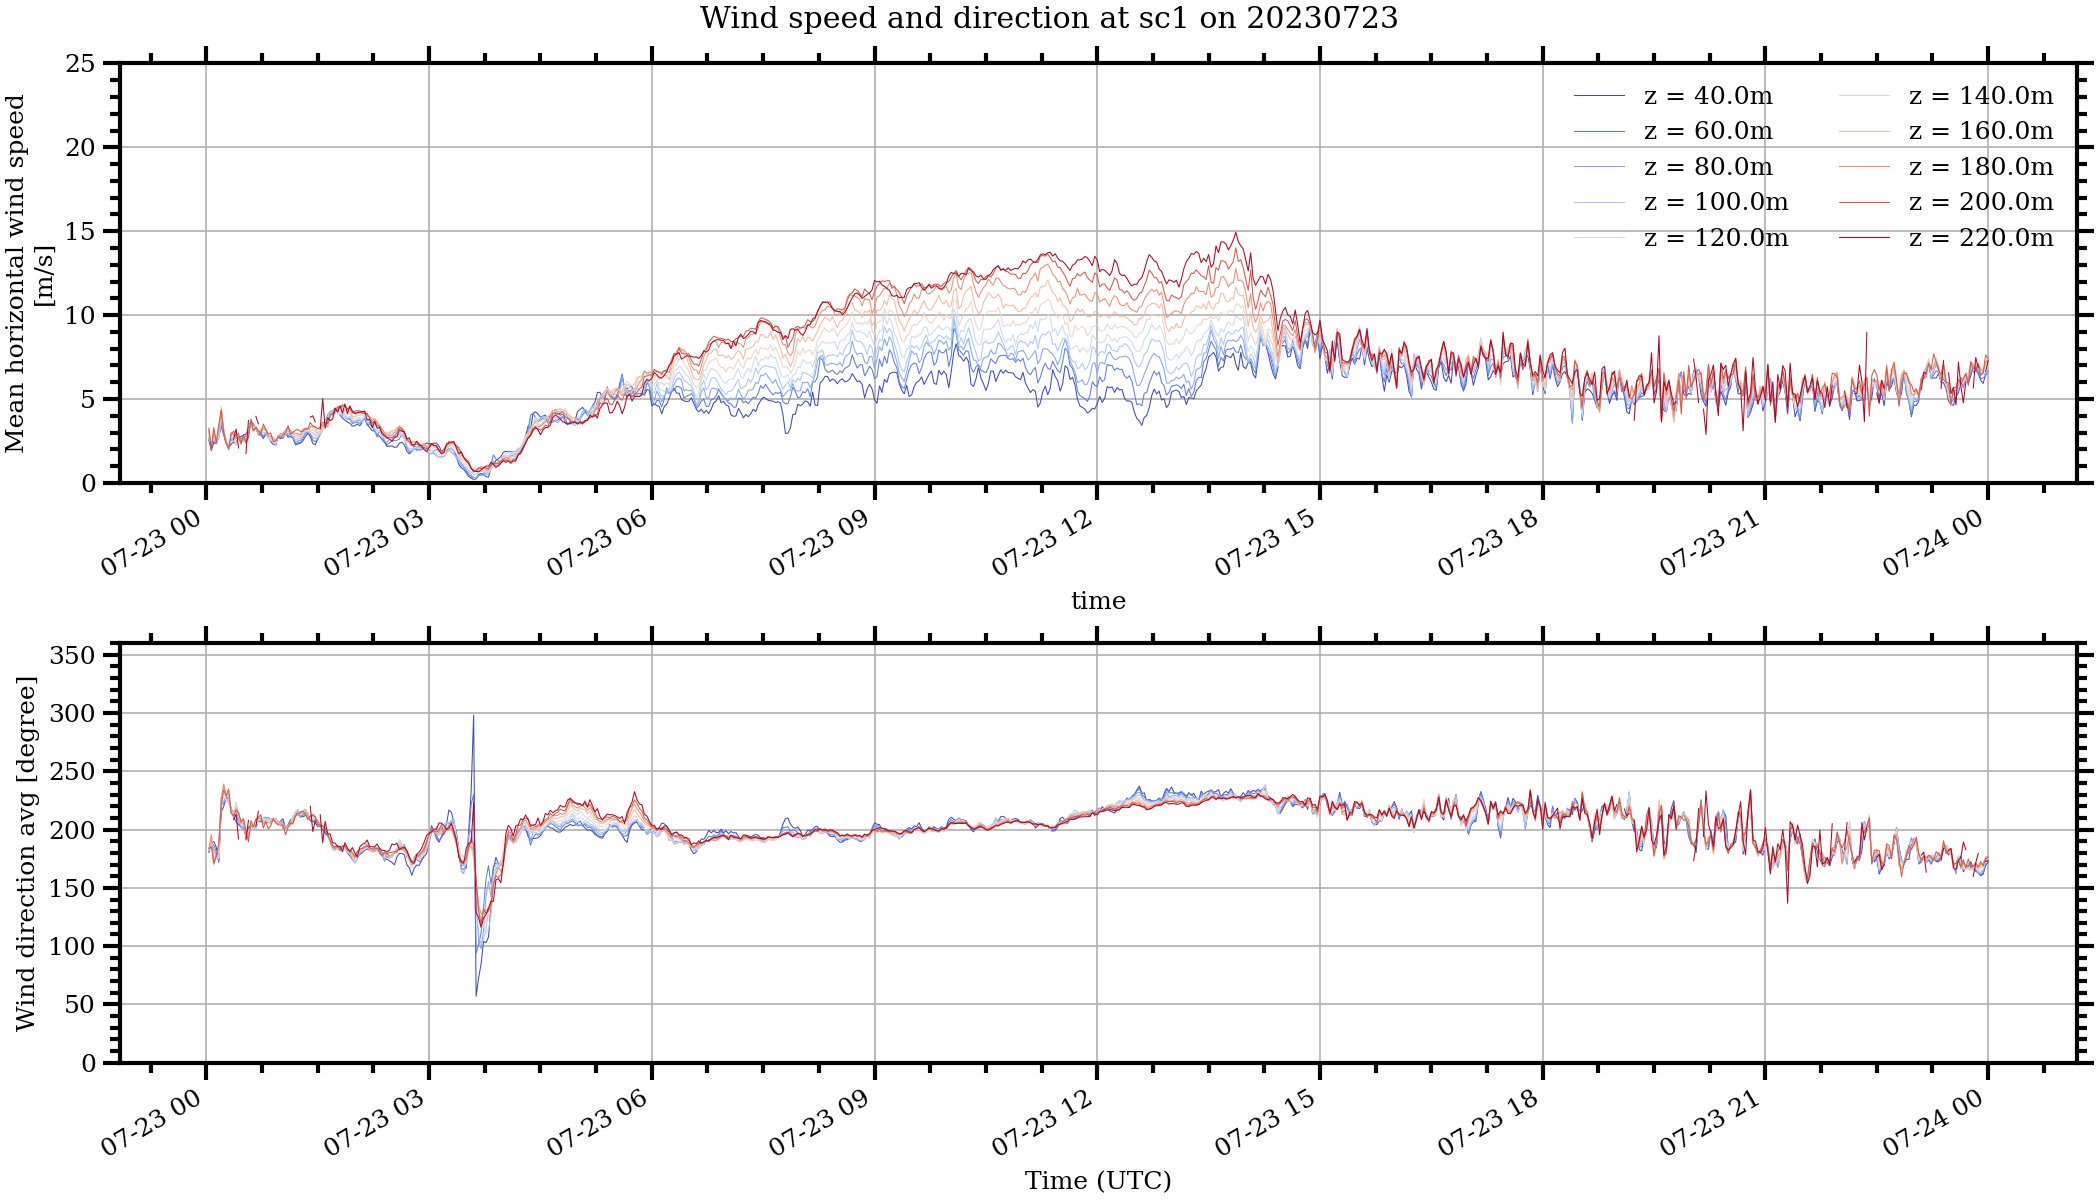 Wind speed and direction at sc1 on 20230723
25
20
15
10
5
0
Mean horizontal wind speed
[m/s]
z = 40.0m
z = 60.0m
z = 80.0m
z = 100.0m
z = 120.0m
z = 140.0m
z = 160.0m
z = 180.0m
z = 200.0m
z = 220.0m
07-23 00
07-23 03
07-23 06
07-23 09
07-23 12
07-23 15
07-23 18
07-23 21
07-24 00
time
350
300
250
200
150
100
50
0
Wind direction avg [degree]
07-23 00
07-23 03
07-23 06
07-23 09
07-23 12
07-23 15
07-23 18
07-23 21
07-24 00
Time (UTC)